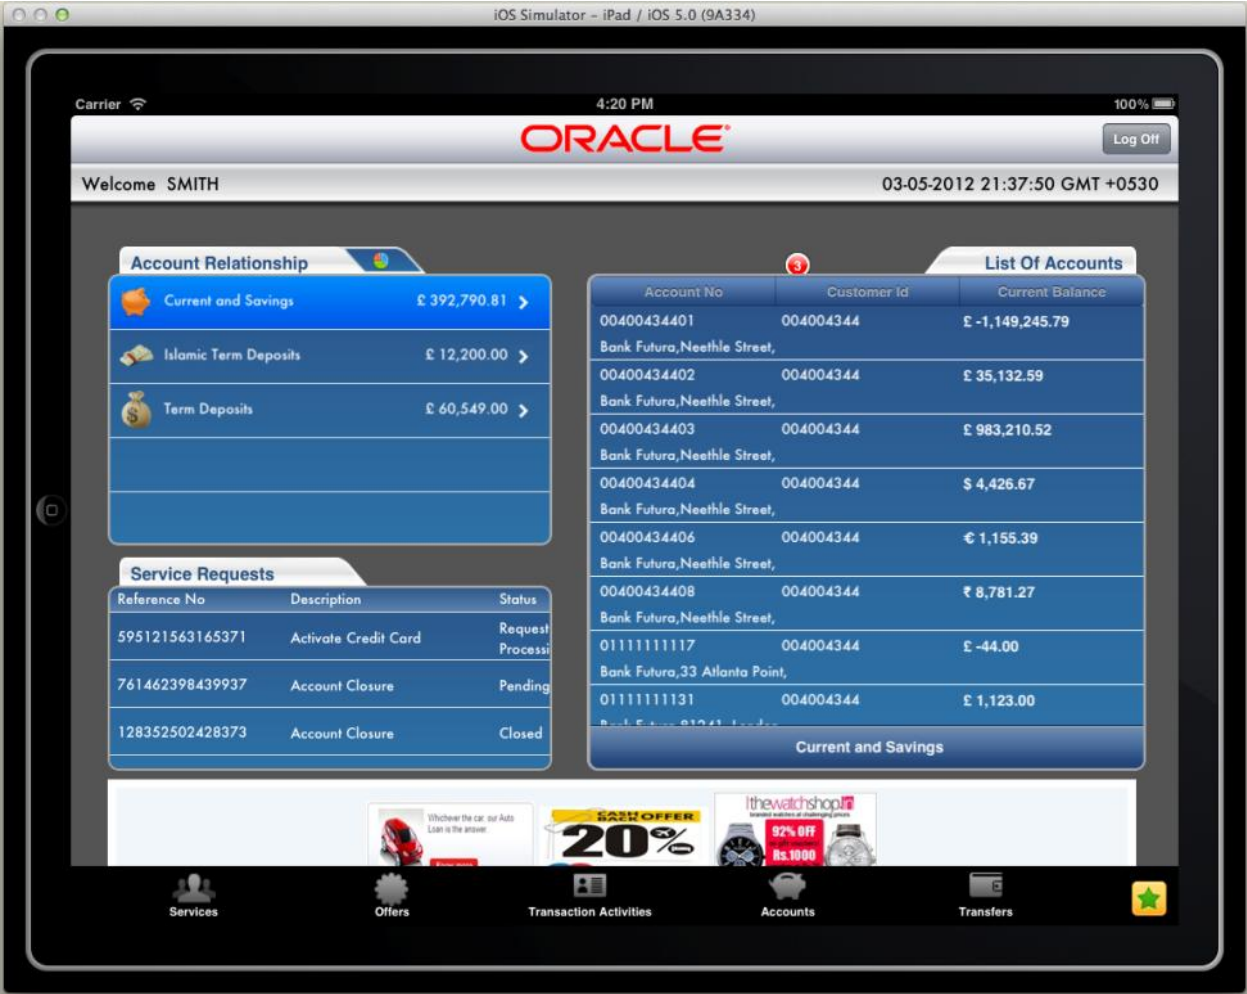 iOS Simulator – iPad / iOS 5.0 (9A334)
Carrier 4:20 PM 100%
ORACLE
Log Off
Welcome SMITH 03-05-2012 21:37:50 GMT +0530
Account Relationship
Current and Savings £ 392,790.81
Islamic Term Deposits £ 12,200.00
Term Deposits £ 60,549.00
Service Requests
Reference No Description Status
595121563165371 Activate Credit Card Request
Processi
761462398439937 Account Closure Pending
128352502428373 Account Closure Closed
3
List Of Accounts
Account No Customer Id Current Balance
00400434401 004004344 £ -1,149,245.79
Bank Futura,Neethle Street,
00400434402 004004344 £ 35,132.59
Bank Futura,Neethle Street,
00400434403 004004344 £ 983,210.52
Bank Futura,Neethle Street,
00400434404 004004344 $ 4,426.67
Bank Futura,Neethle Street,
00400434406 004004344 € 1,155.39
Bank Futura,Neethle Street,
00400434408 004004344 ₹ 8,781.27
Bank Futura,Neethle Street,
01111111117 004004344 £ -44.00
Bank Futura,33 Atlanta Point,
01111111131 004004344 £ 1,123.00
Current and Savings
Whichever the car, our Auto
Loan is the answer.
CASH
BACK OFFER
20%
thewatchshop.in
branded watches at challenging prices
92% OFF
Rs.1000
Services Offers Transaction Activities Accounts Transfers